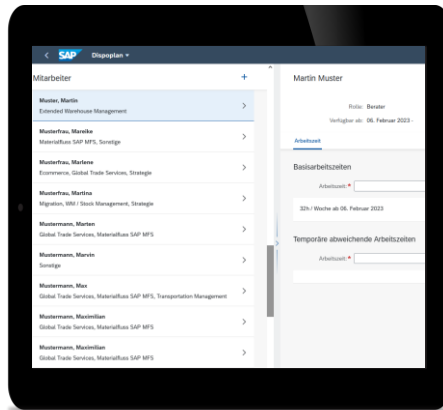 SAP Dispoplan
Mitarbeiter
+
Muster, Martin
Extended Warehouse Management
Musterfrau, Mareike
Materialfluss SAP MFS, Sonstige
Musterfrau, Marlene
Ecommerce, Global Trade Services, Strategie
Musterfrau, Martina
Migration, WM / Stock Management, Strategie
Mustermann, Marten
Global Trade Services, Materialfluss SAP MFS
Mustermann, Marvin
Sonstige
Mustermann, Max
Global Trade Services, Materialfluss SAP MFS, Transportation Management
Mustermann, Maximilian
Global Trade Services, Materialfluss SAP MFS
Mustermann, Maximilian
Global Trade Services, Materialfluss SAP MFS
Martin Muster
Rolle: Berater
Verfügbar ab: 06. Februar 2023 -
Arbeitszeit
Basisarbeitszeiten
Arbeitszeit: *
32h / Woche ab 06. Februar 2023
Temporäre abweichende Arbeitszeiten
Arbeitszeit: *